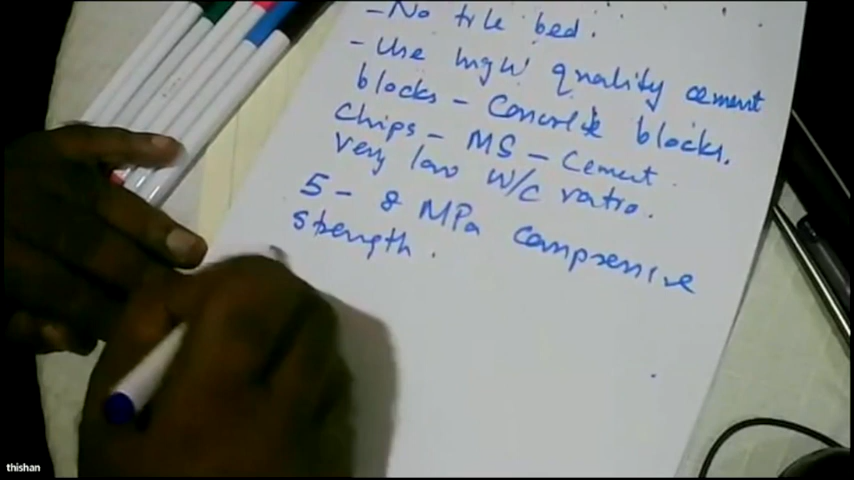 - No tile bed.
- Use high quality cement
blocks - Concrete blocks.
Chips - MS - Cement.
very low W/C ratio.
5 - 8 MPa compressive
strength.
thishan